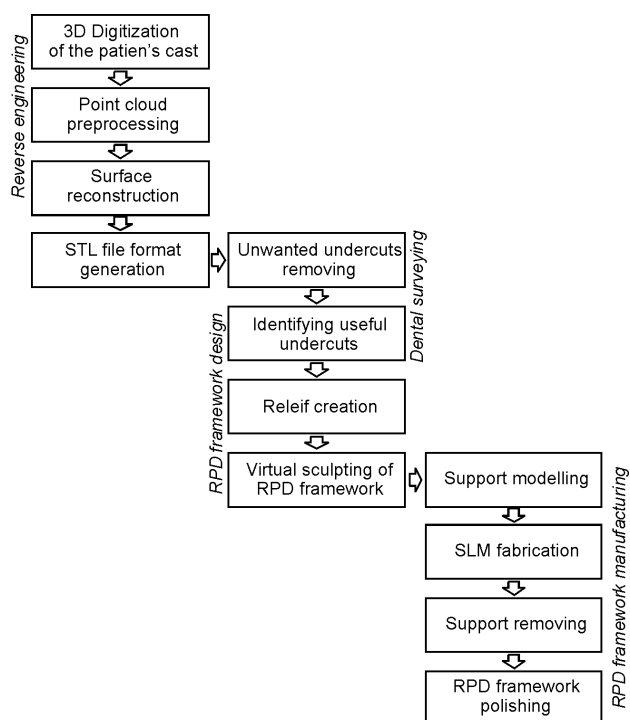 Reverse engineering
3D Digitization
of the patien's cast
Point cloud
preprocessing
Surface
reconstruction
STL file format
generation
Unwanted undercuts
removing
Dental surveying
Identifying useful
undercuts
RPD framework design
Releif creation
Virtual sculpting of
RPD framework
Support modelling
RPD framework manufacturing
SLM fabrication
Support removing
RPD framework
polishing